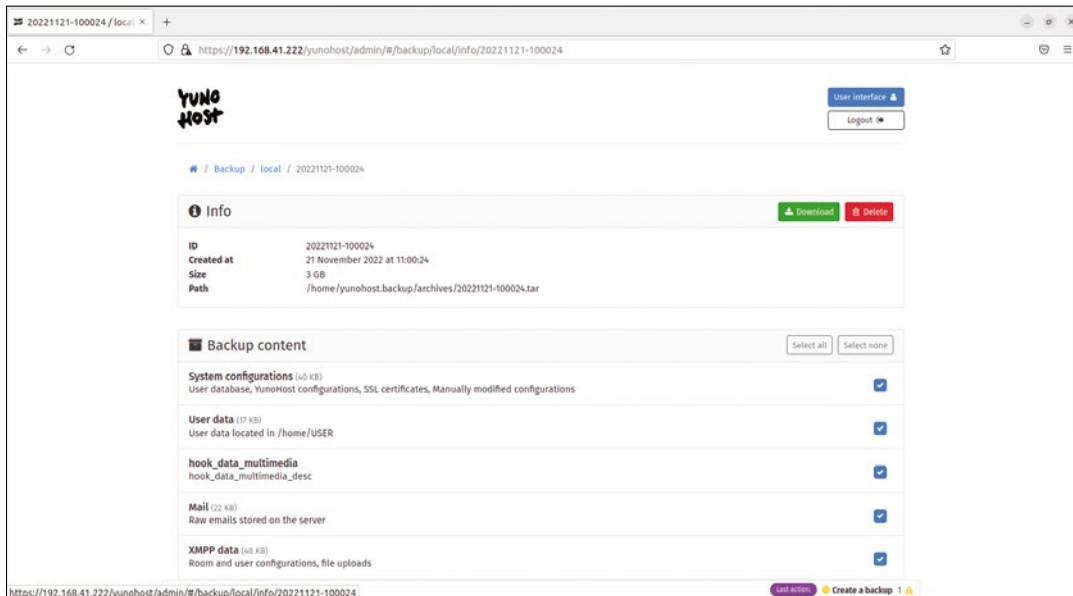 20221121-100024 / local
https://192.168.41.222/yunohost/admin/#/backup/local/info/20221121-100024
YUNO
HOST
User interface
Logout
/ Backup / local / 20221121-100024
Info
Download
Delete
ID 20221121-100024
Created at 21 November 2022 at 11:00:24
Size 3 GB
Path /home/yunohost.backup/archives/20221121-100024.tar
Backup content
Select all
Select none
System configurations (40 KB)
User database, YunoHost configurations, SSL certificates, Manually modified configurations
User data (17 KB)
User data located in /home/USER
hook_data_multimedia
hook_data_multimedia_desc
Mail (22 KB)
Raw emails stored on the server
XMPP data (48 KB)
Room and user configurations, file uploads
https://192.168.41.222/yunohost/admin/#/backup/local/info/20221121-100024
Last action
Create a backup 1